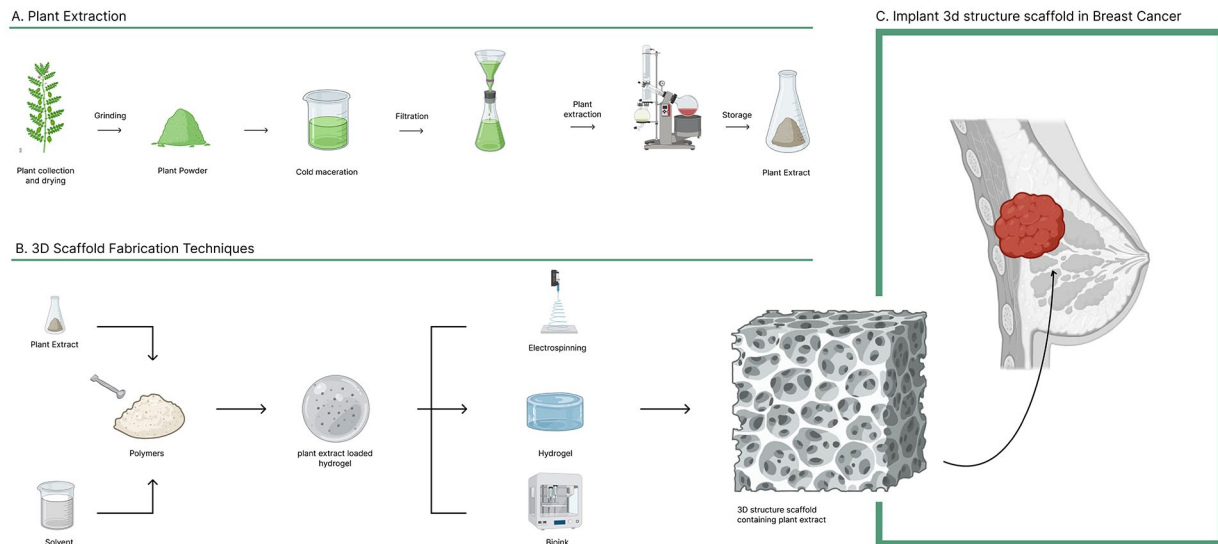 A. Plant Extraction
C. Implant 3d structure scaffold in Breast Cancer
Grinding
Filtration
Plant
extraction
Storage
Plant collection
and drying
Plant Powder
Cold maceration
Plant Extract
B. 3D Scaffold Fabrication Techniques
Plant Extract
Electrospinning
Polymers
plant extract loaded
hydrogel
Hydrogel
3D structure scaffold
containing plant extract
Solvent
Bioink